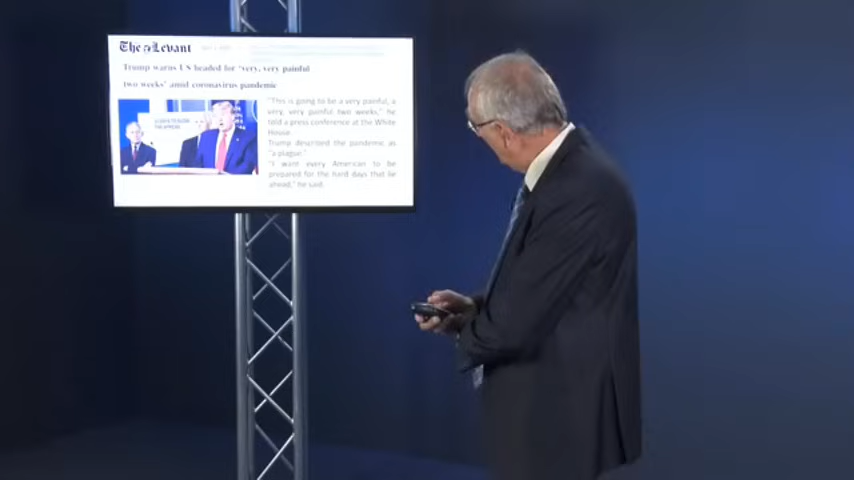 The Levant
Trump warns US headed for 'very, very painful
two weeks' amid coronavirus pandemic
"This is going to be a very painful, a
very, very painful two weeks," he
told a press conference at the White
House.
Trump described the pandemic as
"a plague."
"I want every American to be
prepared for the hard days that lie
ahead," he said.